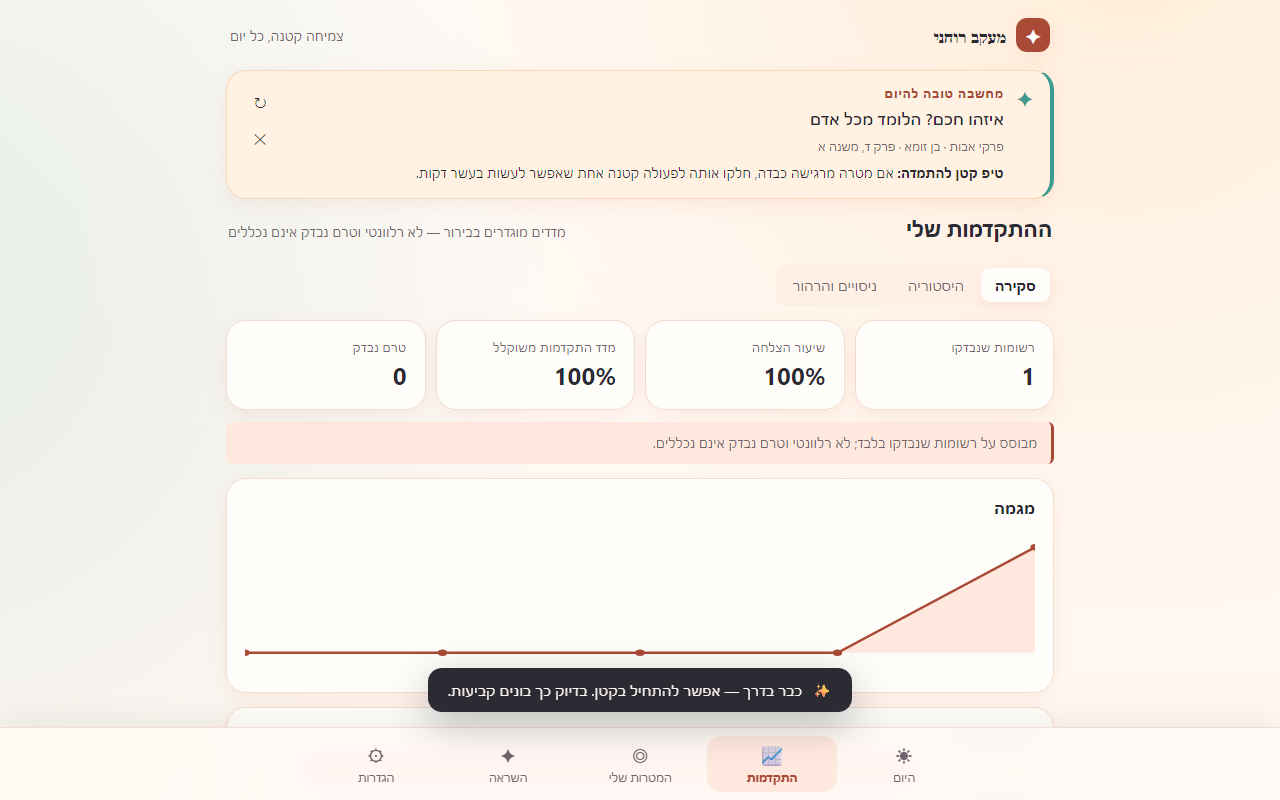 מעקב רוחני
צמיחה קטנה, כל יום
מחשבה טובה להיום
איזהו חכם? הלומד מכל אדם
פרקי אבות · בן זומא · פרק ד, משנה א
טיפ קטן להתמדה: אם מטרה מרגישה כבדה, חלקו אותה לפעולה קטנה אחת שאפשר לעשות בעשר דקות.
ההתקדמות שלי
מדדים מוגדרים בבירור — לא רלוונטי וטרם נבדק אינם נכללים
סקירה
היסטוריה
ניסויים והרהור
רשומות שנבדקו
1
שיעור הצלחה
100%
מדד התקדמות משוקלל
100%
טרם נבדק
0
מבוסס על רשומות שנבדקו בלבד; לא רלוונטי וטרם נבדק אינם נכללים.
מגמה
כבר בדרך — אפשר להתחיל בקטן. בדיוק כך בונים קביעות.
היום
התקדמות
המטרות שלי
השראה
הגדרות